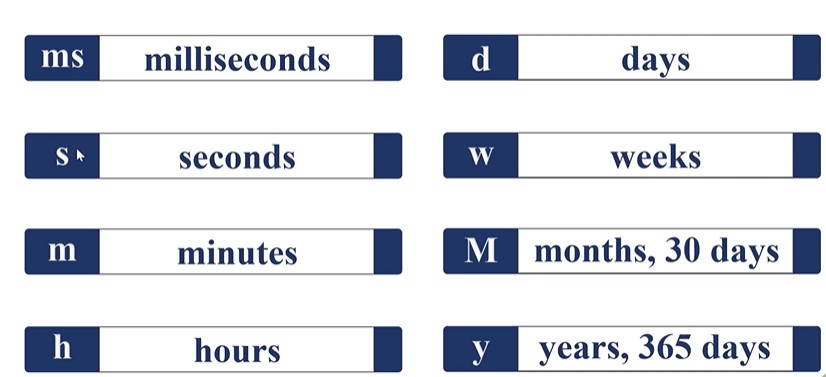 ms milliseconds
s seconds
m minutes
h hours
d days
w weeks
M months, 30 days
y years, 365 days